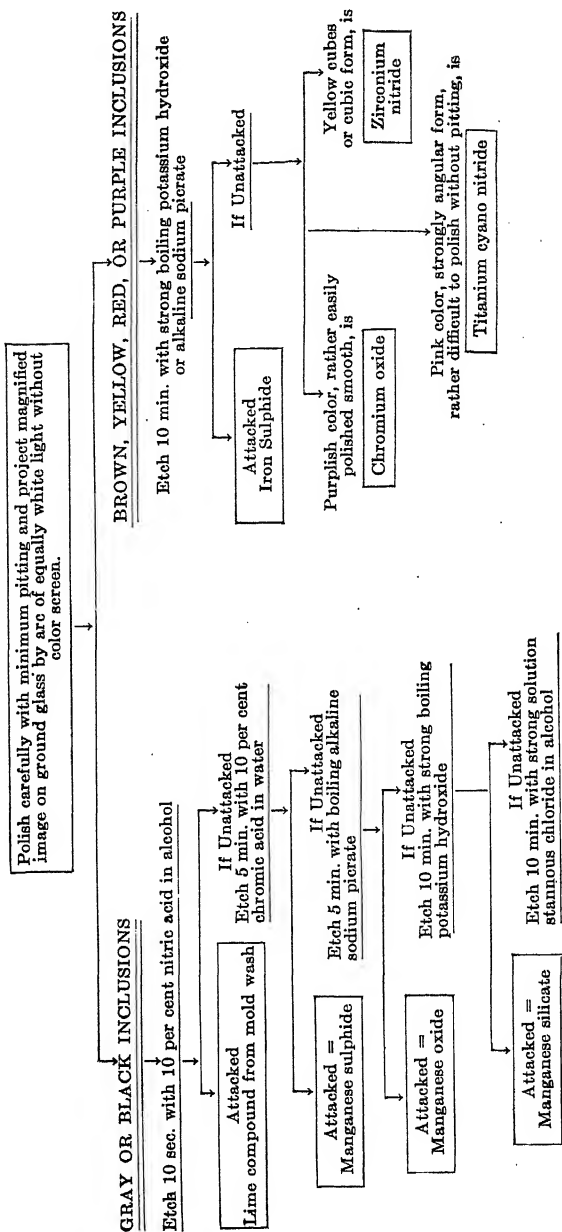 Polish carefully with minimum pitting and project magnified
image on ground glass by arc of equally white light without
color screen.
GRAY OR BLACK INCLUSIONS
Etch 10 sec. with 10 per cent nitric acid in alcohol
Attacked
Lime compound from mold wash
If Unattacked
Etch 5 min. with 10 per cent
chromic acid in water
Attacked =
Manganese sulphide
If Unattacked
Etch 5 min. with boiling alkaline
sodium picrate
Attacked =
Manganese oxide
If Unattacked
Etch 10 min. with strong boiling
potassium hydroxide
Attacked =
Manganese silicate
If Unattacked
Etch 10 min. with strong solution
stannous chloride in alcohol
BROWN, YELLOW, RED, OR PURPLE INCLUSIONS
Etch 10 min. with strong boiling potassium hydroxide
or alkaline sodium picrate
Attacked
Iron Sulphide
If Unattacked
Purplish color, rather easily
polished smooth, is
Chromium oxide
Yellow cubes
or cubic form, is
Zirconium
nitride
Pink color, strongly angular form,
rather difficult to polish without pitting, is
Titanium cyano nitride